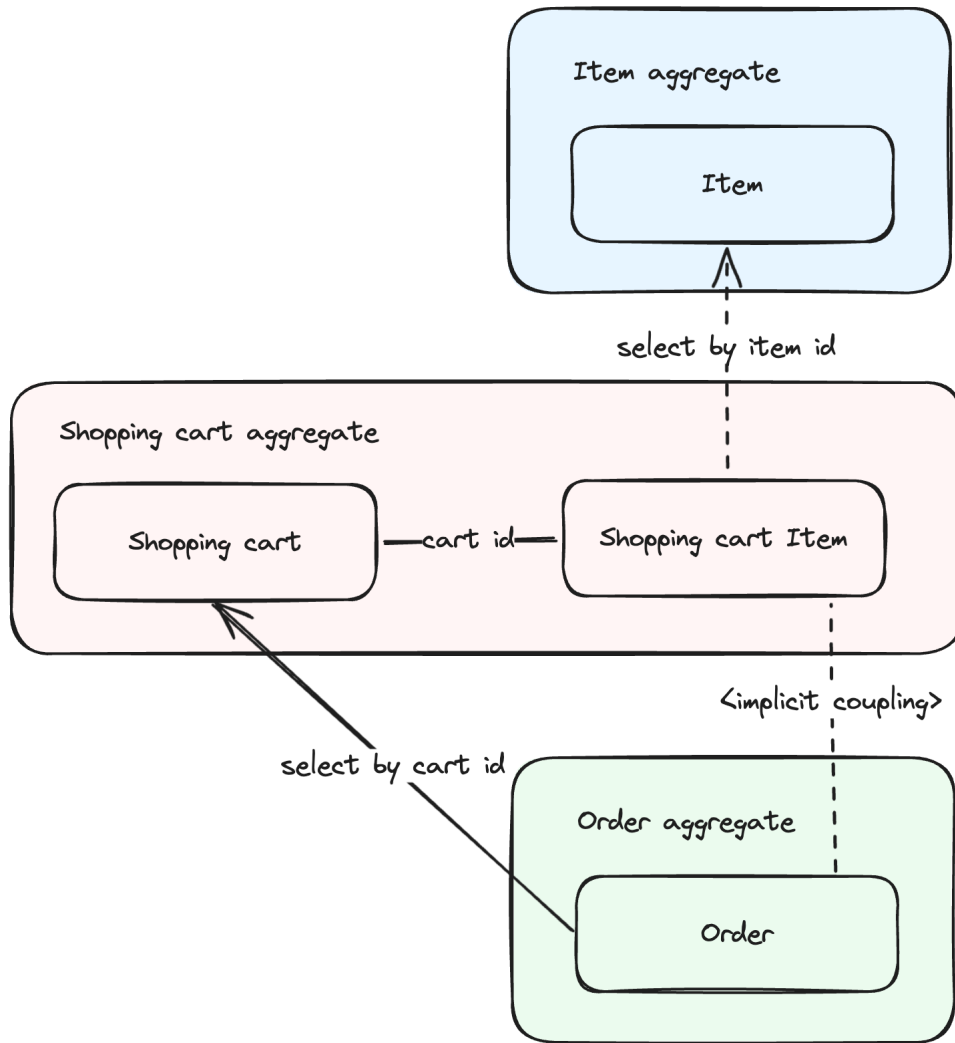 Item aggregate
Item
select by item id
Shopping cart aggregate
Shopping cart
cart id
Shopping cart Item
<implicit coupling>
select by cart id
Order aggregate
Order